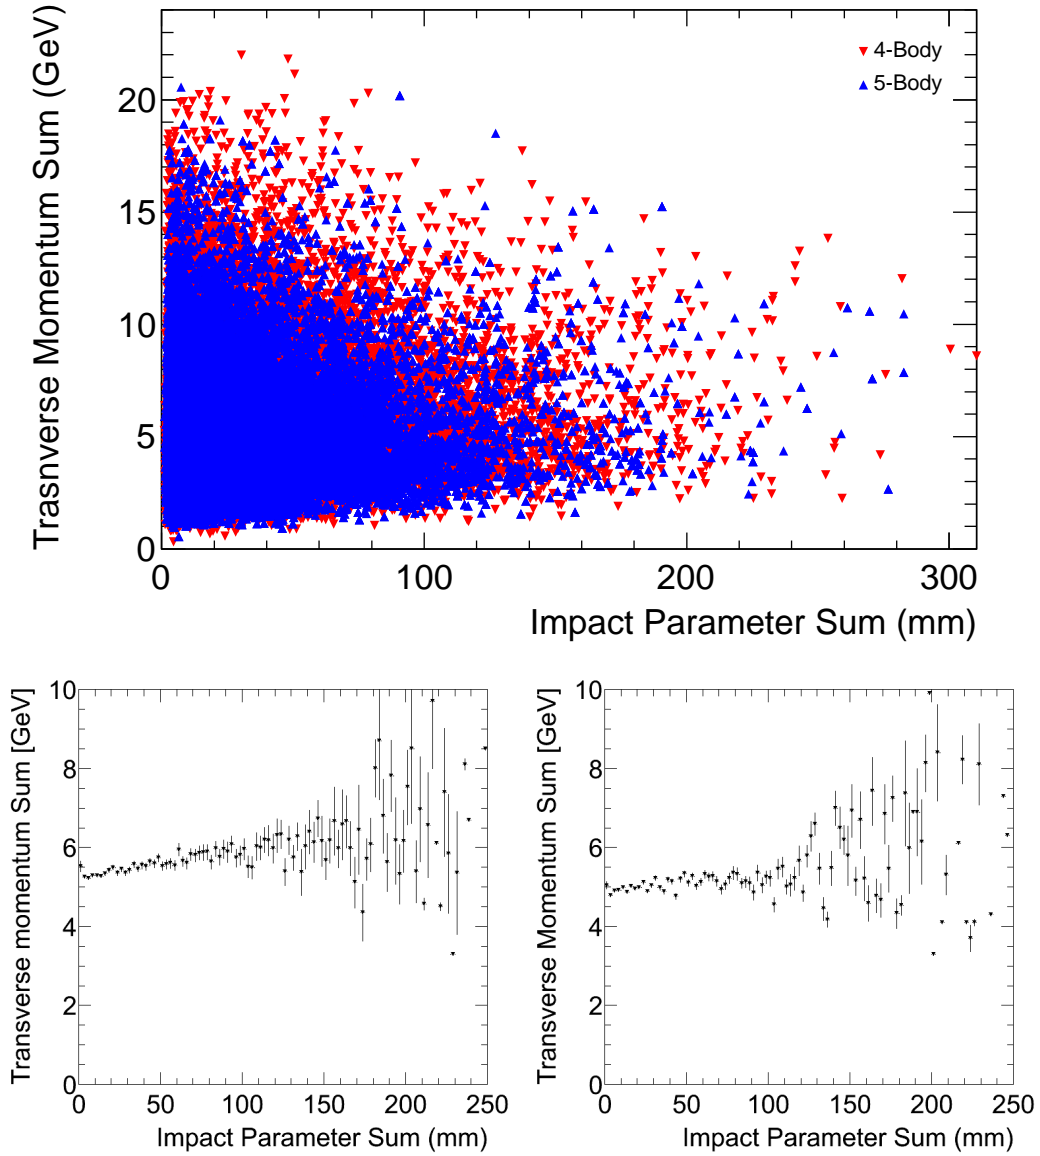 Trasnverse Momentum Sum (GeV)
4-Body
5-Body
20
15
10
5
0
0 100 200 300
Impact Parameter Sum (mm)
Transverse momentum Sum [GeV]
10
8
6
4
2
0
0 50 100 150 200 250
Impact Parameter Sum (mm)
Transverse Momentum Sum [GeV]
10
8
6
4
2
0
0 50 100 150 200 250
Impact Parameter Sum (mm)